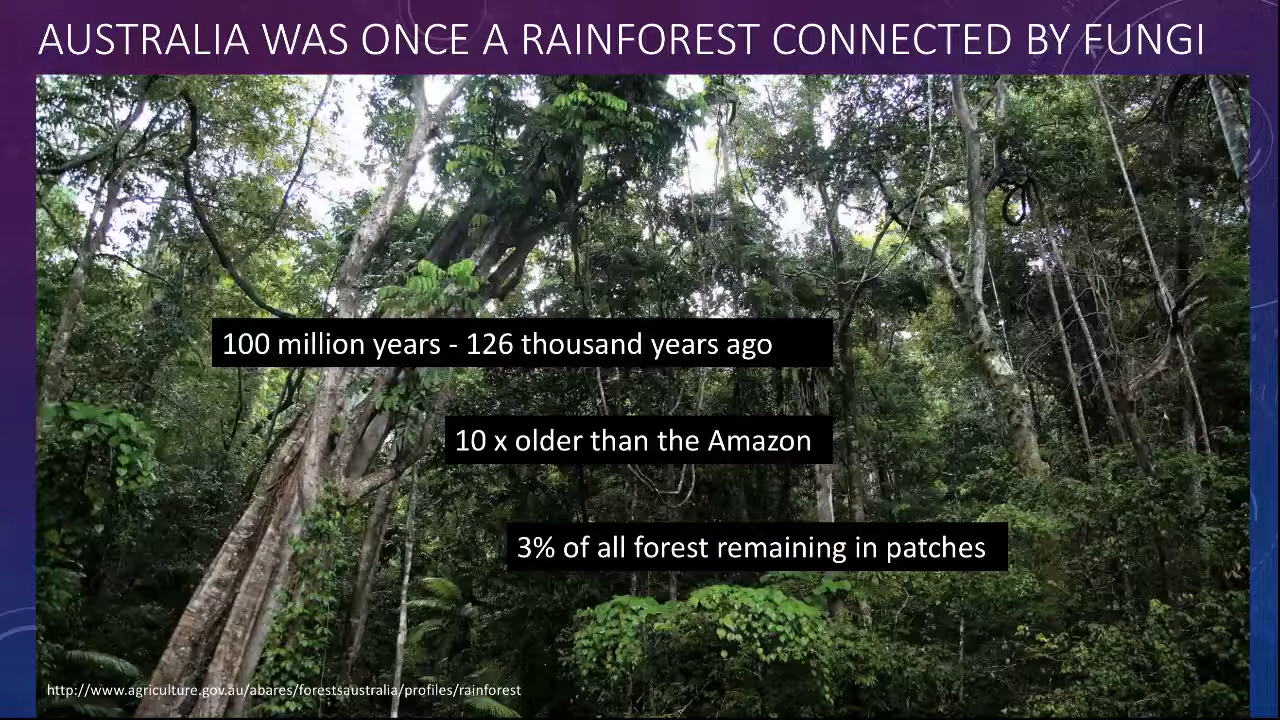 AUSTRALIA WAS ONCE A RAINFOREST CONNECTED BY FUNGI
100 million years - 126 thousand years ago
10 x older than the Amazon
3% of all forest remaining in patches
http://www.agriculture.gov.au/abares/forestsaustralia/profiles/rainforest